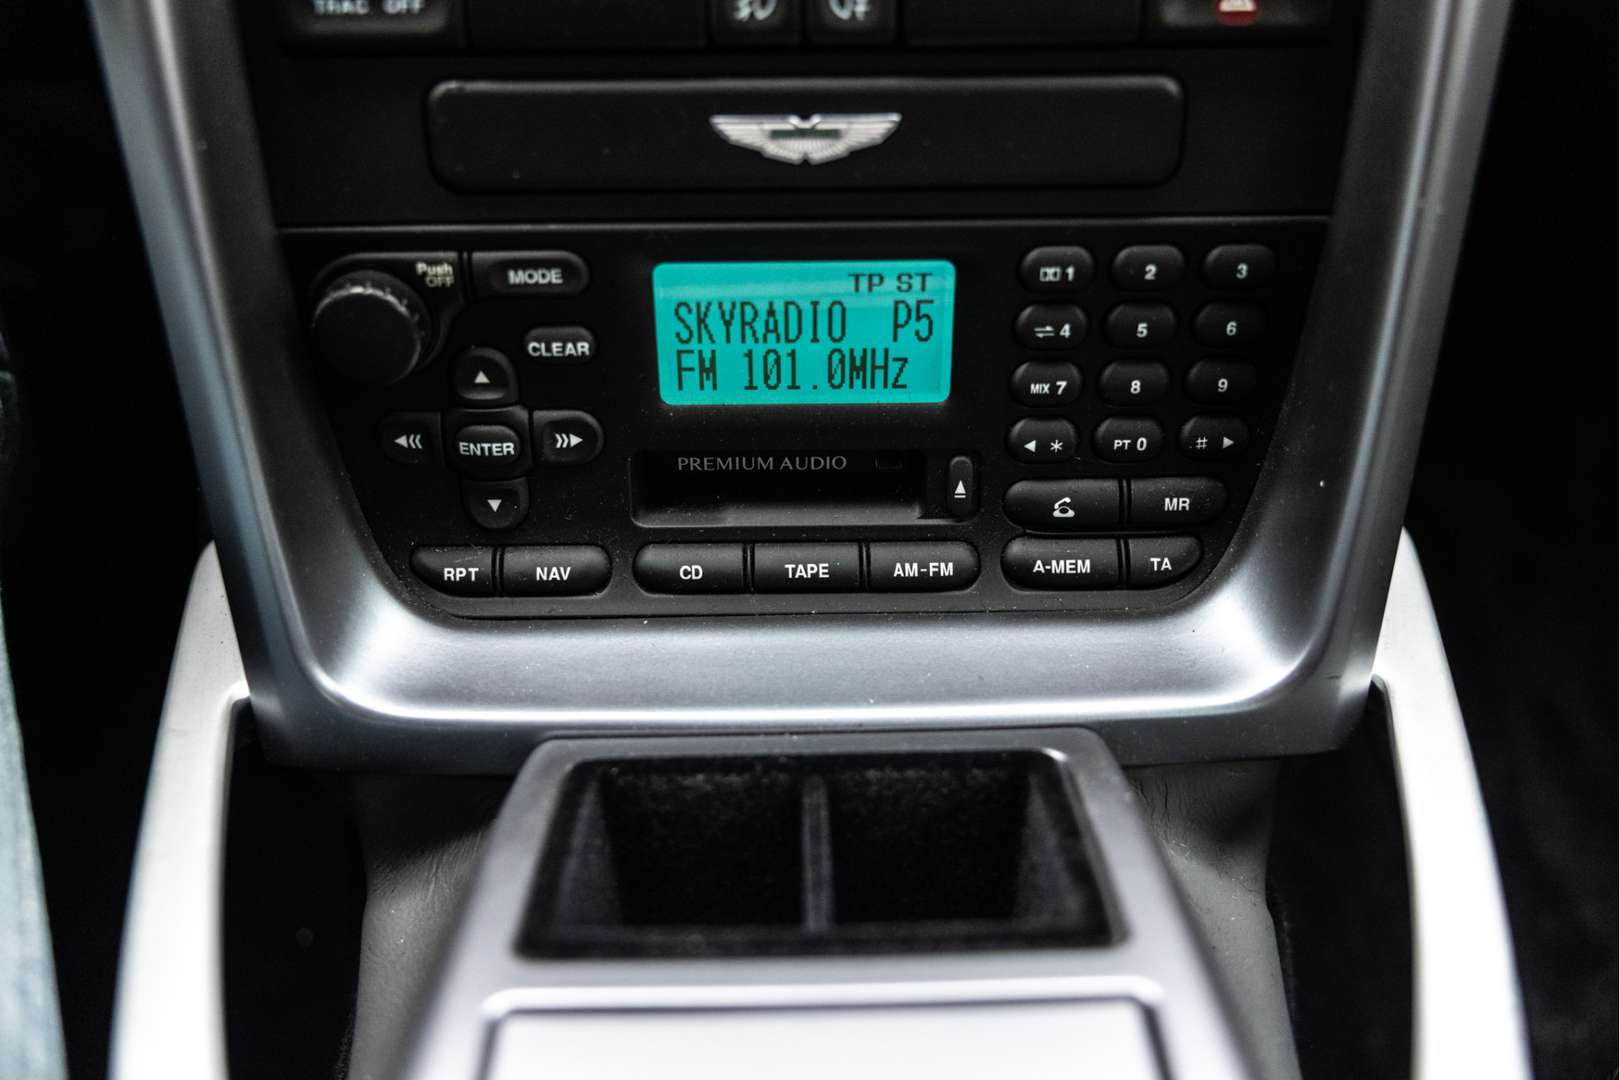 TRAC OFF
Push
OFF
MODE
CLEAR
ENTER
TP ST
SKYRADIO P5
FM 101.0MHz
PREMIUM AUDIO
1 2 3
4 5 6
MIX 7 8 9
* PT 0 #
MR
RPT NAV CD TAPE AM-FM A-MEM TA